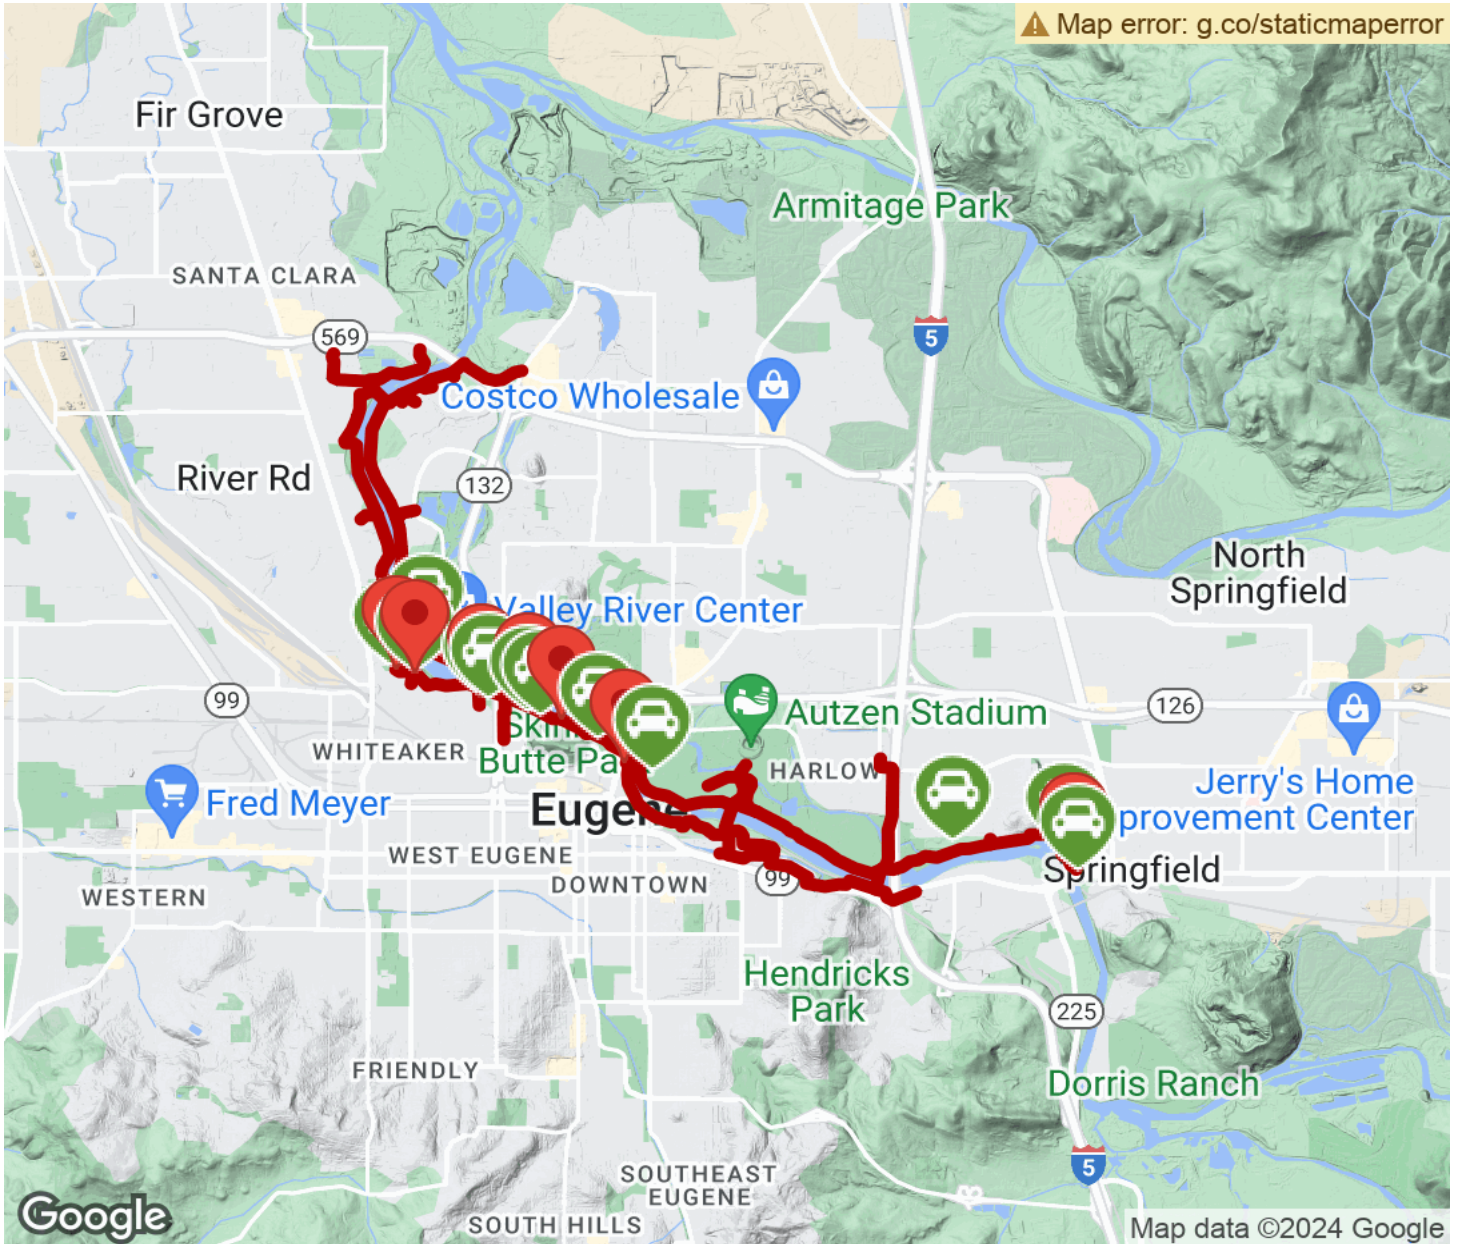 Map error: g.co/staticmaperror
Fir Grove
Armitage Park
SANTA CLARA
569
5
Costco Wholesale
River Rd
132
North
Springfield
Valley River Center
99
126
Autzen Stadium
WHITEAKER
Butte
HARLOW
Jerry's Home
Fred Meyer
Eugene
provement Center
WEST EUGENE
Springfield
DOWNTOWN
99
WESTERN
Hendricks
Park
225
FRIENDLY
Dorris Ranch
5
SOUTHEAST
EUGENE
SOUTH HILLS
Google
Map data ©2024 Google